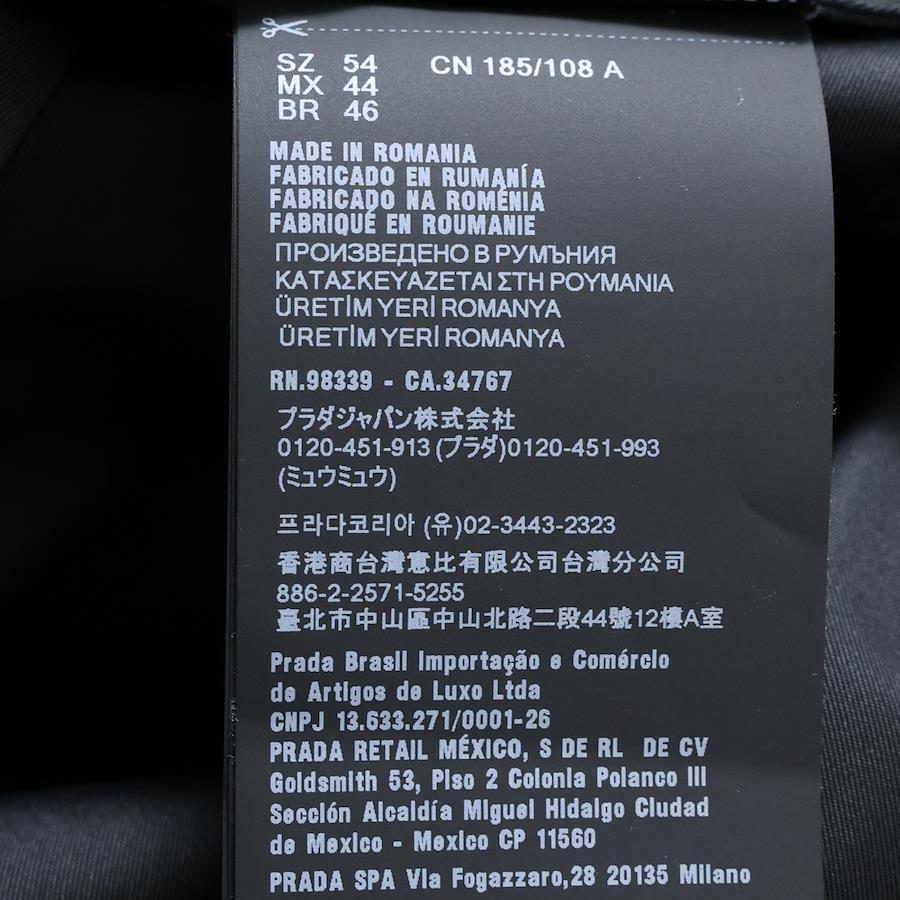 SZ 54 CN 185/108 A
MX 44
BR 46
MADE IN ROMANIA
FABRICADO EN RUMANÍA
FABRICADO NA ROMÉNIA
FABRIQUÉ EN ROUMANIE
ПРОИЗВЕДЕНО В РУМЪНИЯ
ΚΑΤΑΣΚΕΥΑΖΕΤΑΙ ΣΤΗ ΡΟΥΜΑΝΙΑ
ÜRETİM YERİ ROMANYA
ÜRETİM YERİ ROMANYA
RN.98339 - CA.34767
プラダジャパン株式会社
0120-451-913 (プラダ)0120-451-993
(ミュウミュウ)
프라다코리아 (유)02-3443-2323
香港商台灣意比有限公司台灣分公司
886-2-2571-5255
臺北市中山區中山北路二段44號12樓A室
Prada Brasil Importação e Comércio
de Artigos de Luxo Ltda
CNPJ 13.633.271/0001-26
PRADA RETAIL MÉXICO, S DE RL DE CV
Goldsmith 53, Piso 2 Colonia Polanco III
Sección Alcaldía Miguel Hidalgo Ciudad
de Mexico - Mexico CP 11560
PRADA SPA Via Fogazzaro,28 20135 Milano